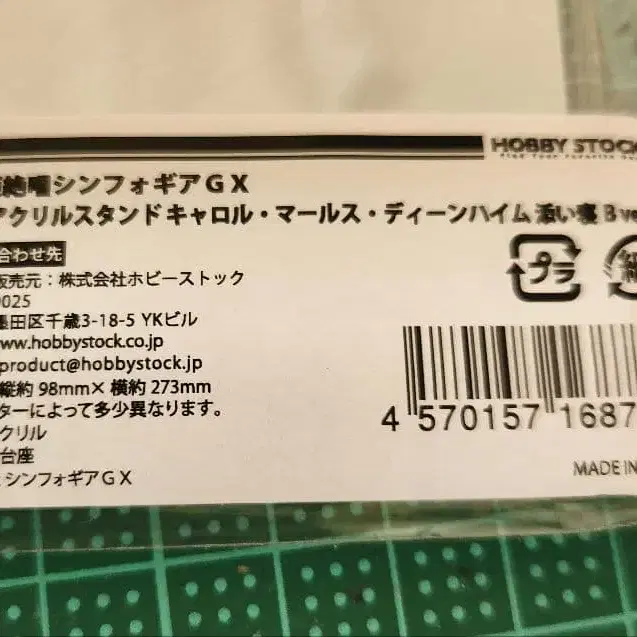 HOBBY STOCK
絶唱シンフォギアGX
アクリルスタンド キャロル・マールス・ディーンハイム 添い寝 B ve
合わせ先
販売元：株式会社ホビーストック
0025
墨田区千歳3-18-5 YKビル
www.hobbystock.co.jp
product@hobbystock.jp
縦約 98mm× 横約 273mm
ターによって多少異なります。
クリル
台座
シンフォギアGX
プラ
紙
4 570157 1687
MADE IN